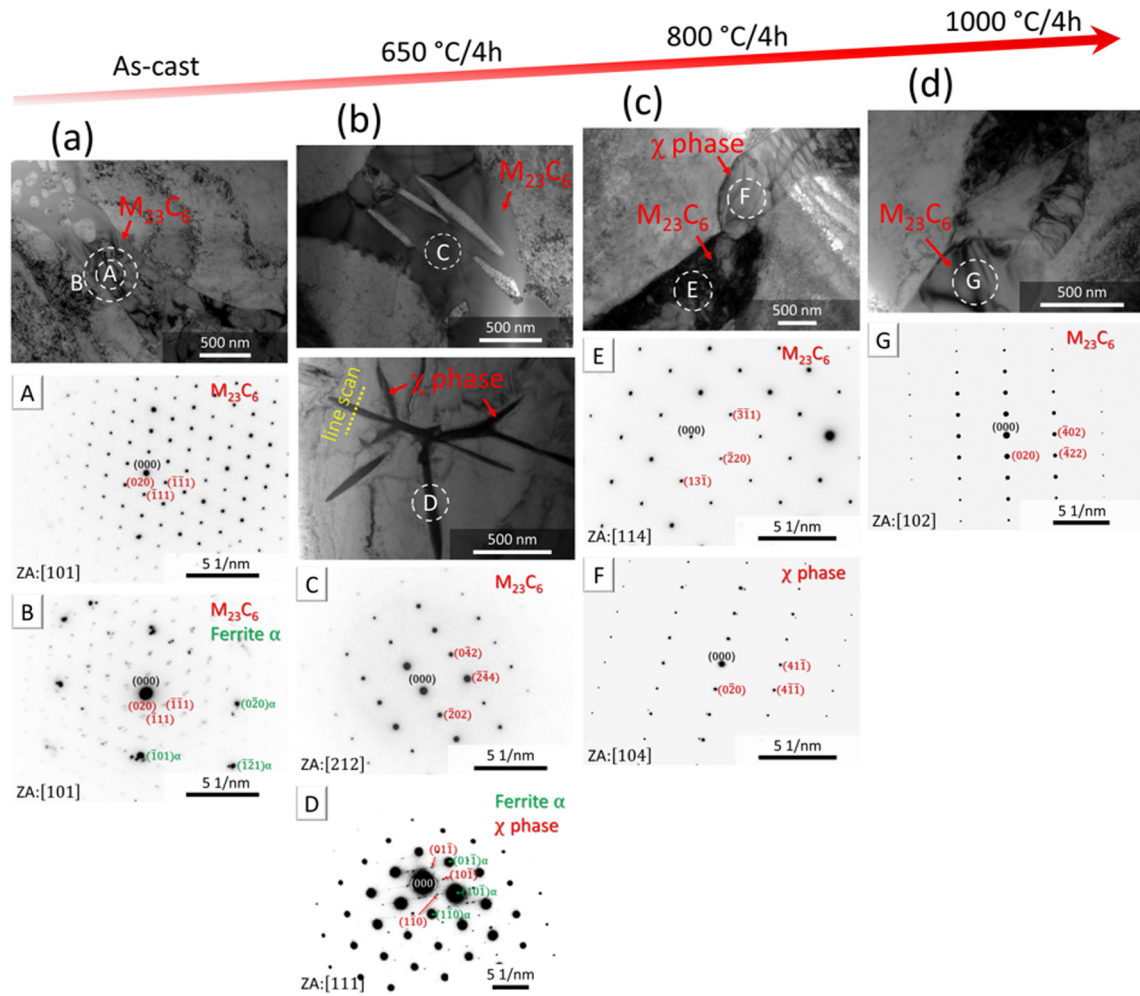 As-cast
650 °C/4h
800 °C/4h
1000 °C/4h
(a)
M₂₃C₆
A
B
500 nm
A
M₂₃C₆
(000)
(020)
(1̄11)
(1̄1̄1)
ZA:[101]
5 1/nm
B
M₂₃C₆
Ferrite α
(000)
(020)
(1̄1̄1)
(1̄11)
(02̄0)α
(1̄01)α
(1̄2̄1)α
ZA:[101]
5 1/nm
(b)
M₂₃C₆
C
500 nm
χ phase
line scan
D
500 nm
C
M₂₃C₆
(04̄2)
(000)
(2̄4̄4)
(2̄02)
ZA:[212]
5 1/nm
D
Ferrite α
χ phase
(011̄)
(011̄)α
(000)
(101̄)
(101̄)α
(11̄0)
(11̄0)α
ZA:[111]
5 1/nm
(c)
χ phase
F
M₂₃C₆
E
500 nm
E
M₂₃C₆
(3̄1̄1)
(000)
(2̄20)
(131̄)
ZA:[114]
5 1/nm
F
χ phase
(000)
(411̄)
(02̄0)
(41̄1̄)
ZA:[104]
5 1/nm
(d)
M₂₃C₆
G
500 nm
G
M₂₃C₆
(000)
(4̄02)
(020)
(4̄22)
ZA:[102]
5 1/nm